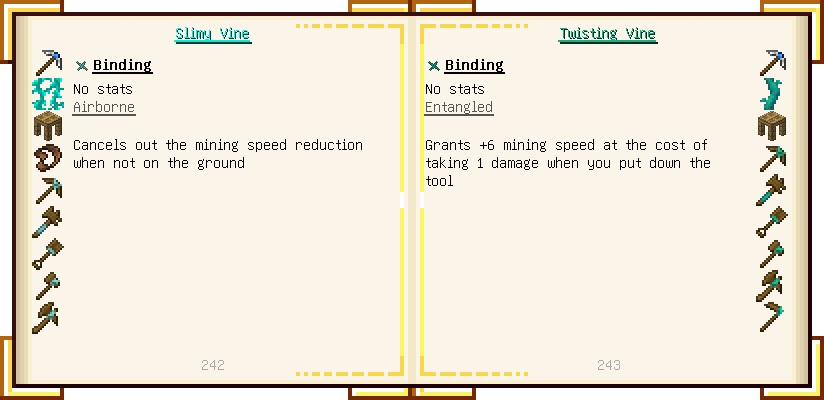 Slimy Vine
Binding
No stats
Airborne
Cancels out the mining speed reduction
when not on the ground
242
Twisting Vine
Binding
No stats
Entangled
Grants +6 mining speed at the cost of
taking 1 damage when you put down the
tool
243